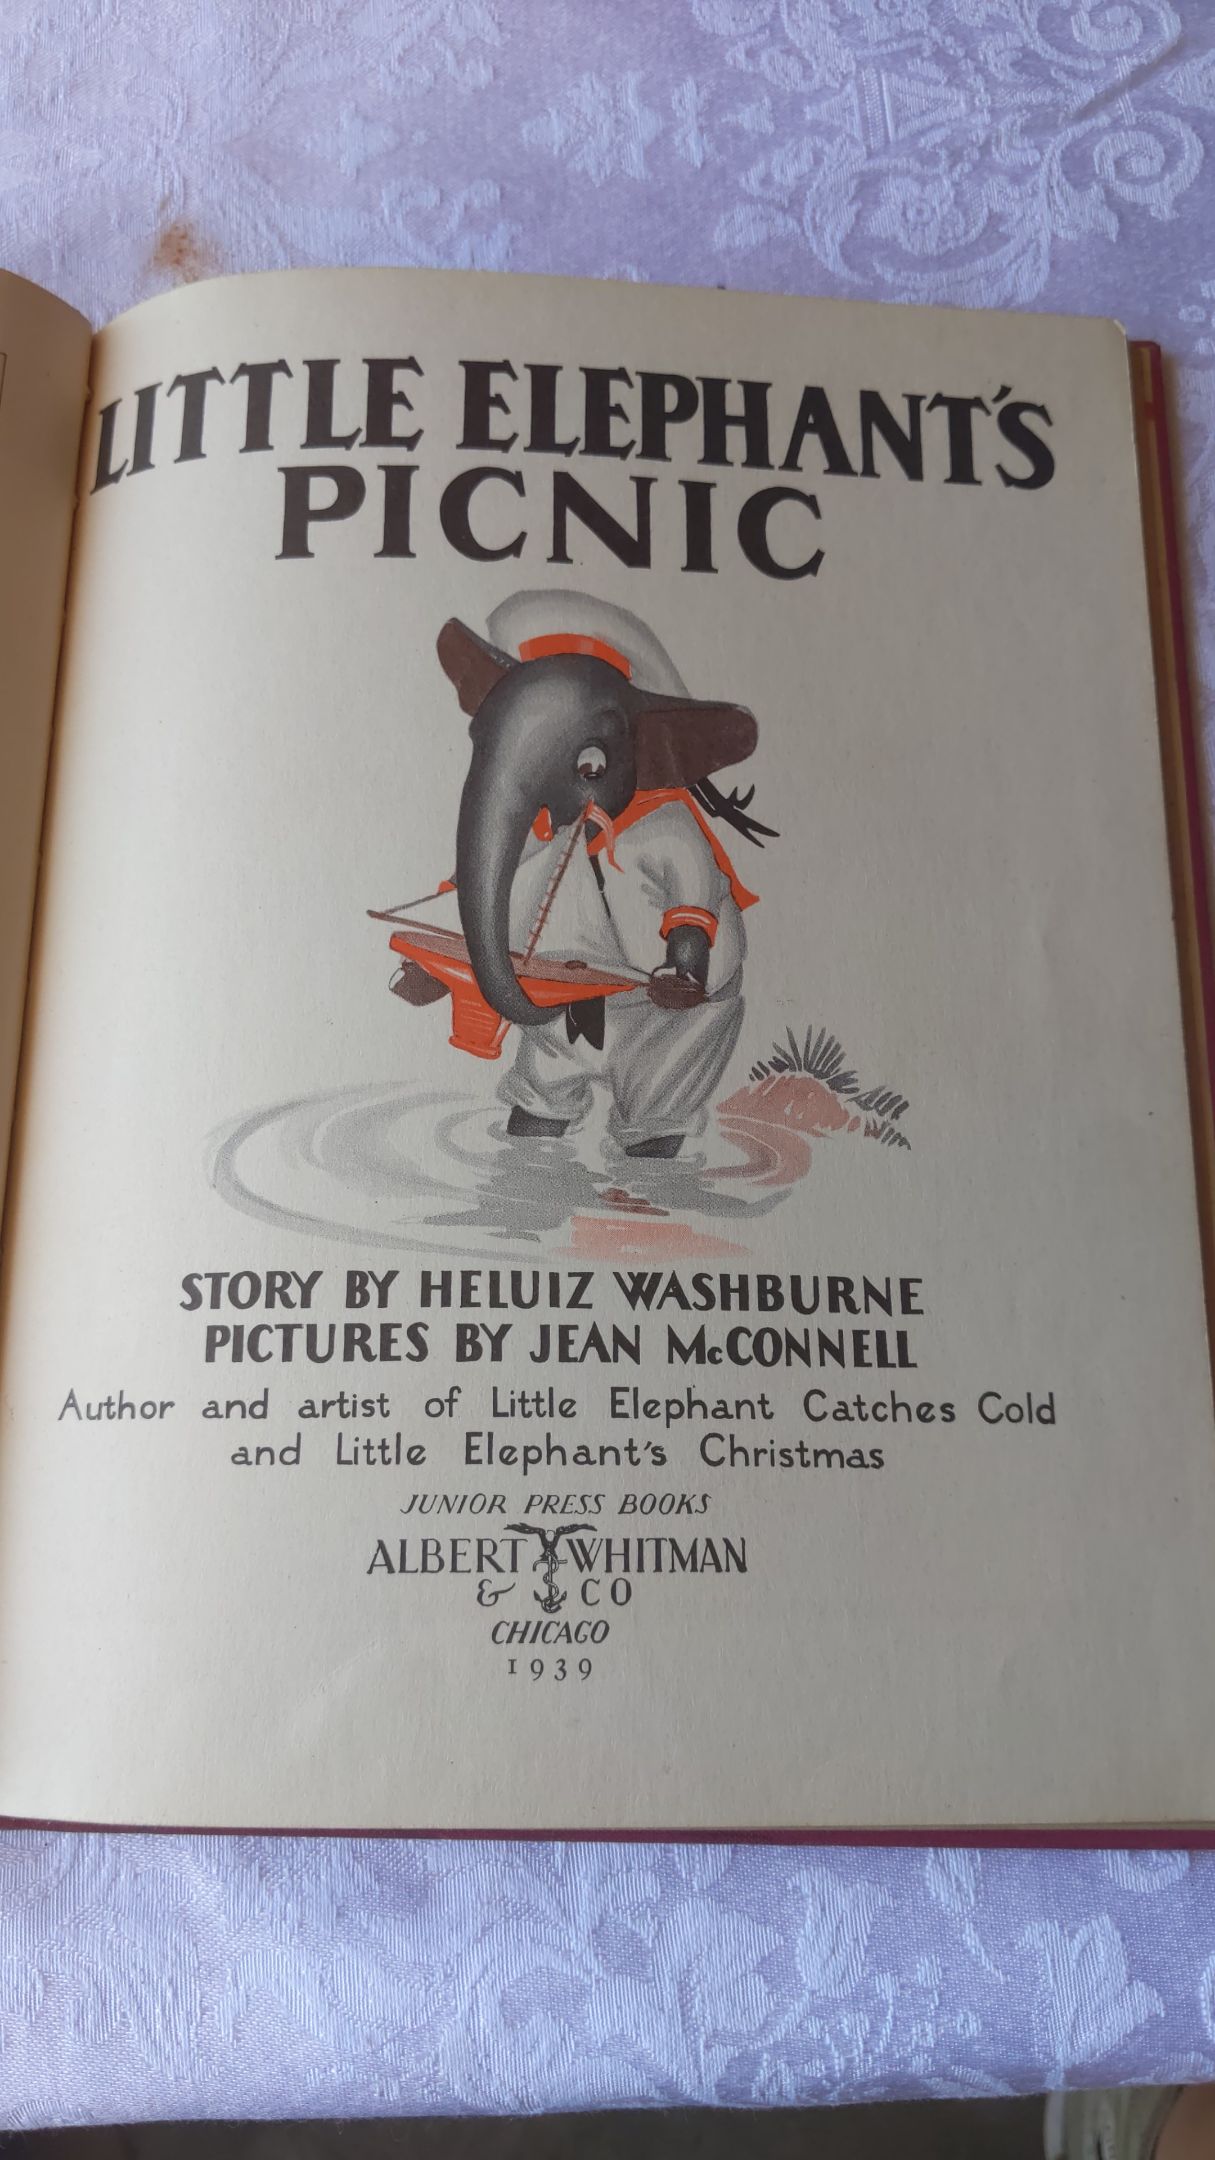 LITTLE ELEPHANT'S
PICNIC
STORY BY HELUIZ WASHBURNE
PICTURES BY JEAN McCONNELL
Author and artist of Little Elephant Catches Cold
and Little Elephant's Christmas
JUNIOR PRESS BOOKS
ALBERT WHITMAN
& CO
CHICAGO
1939